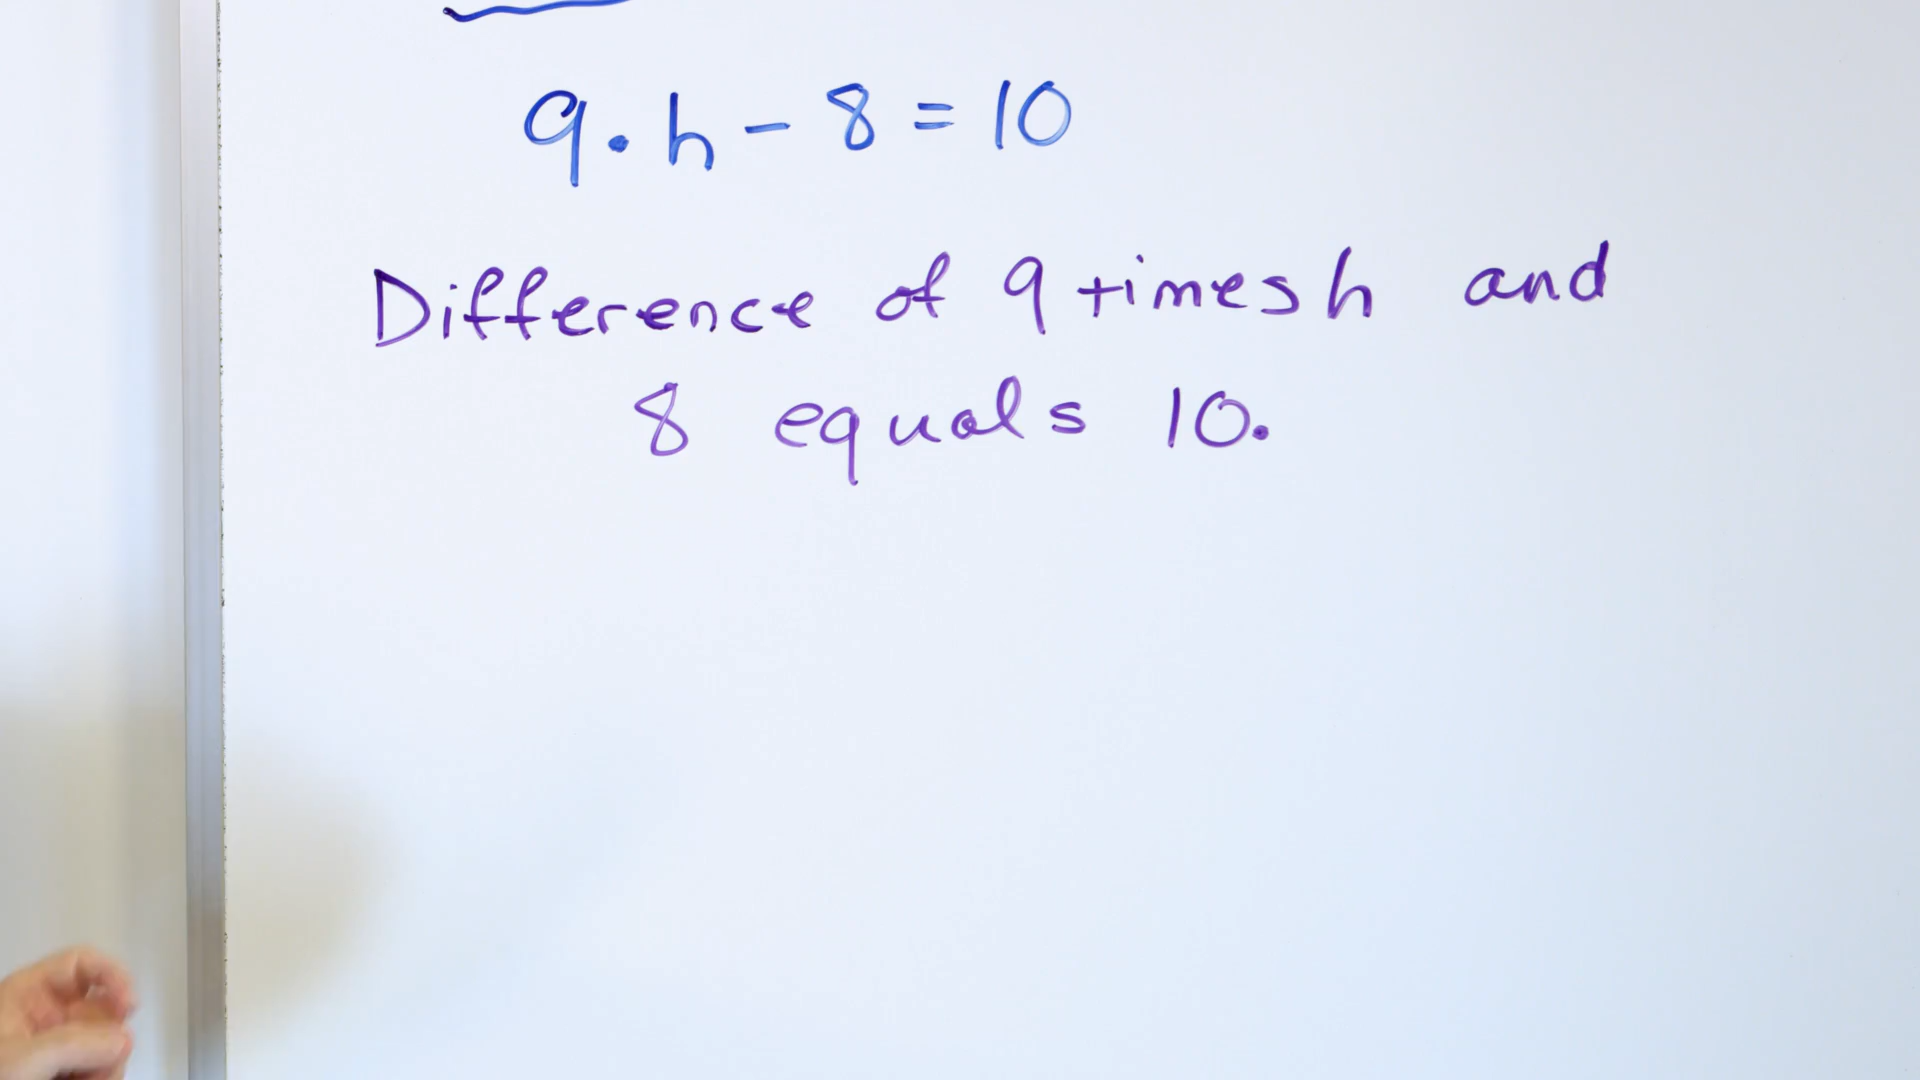 9·h - 8 = 10
Difference of 9 times h and
8 equals 10.